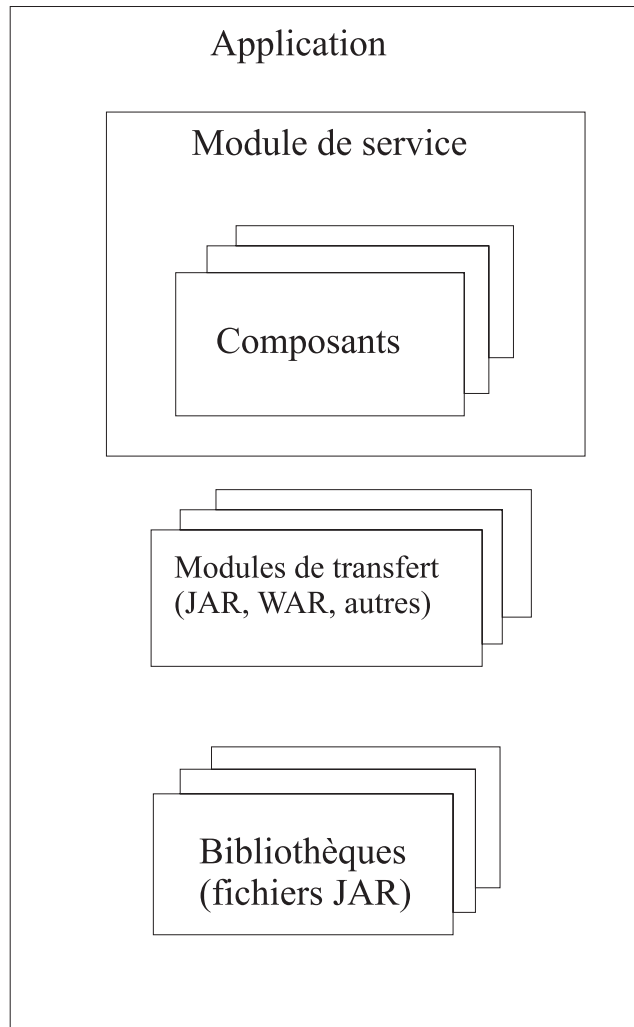 Application
Module de service
Composants
Modules de transfert
(JAR, WAR, autres)
Bibliothèques
(fichiers JAR)